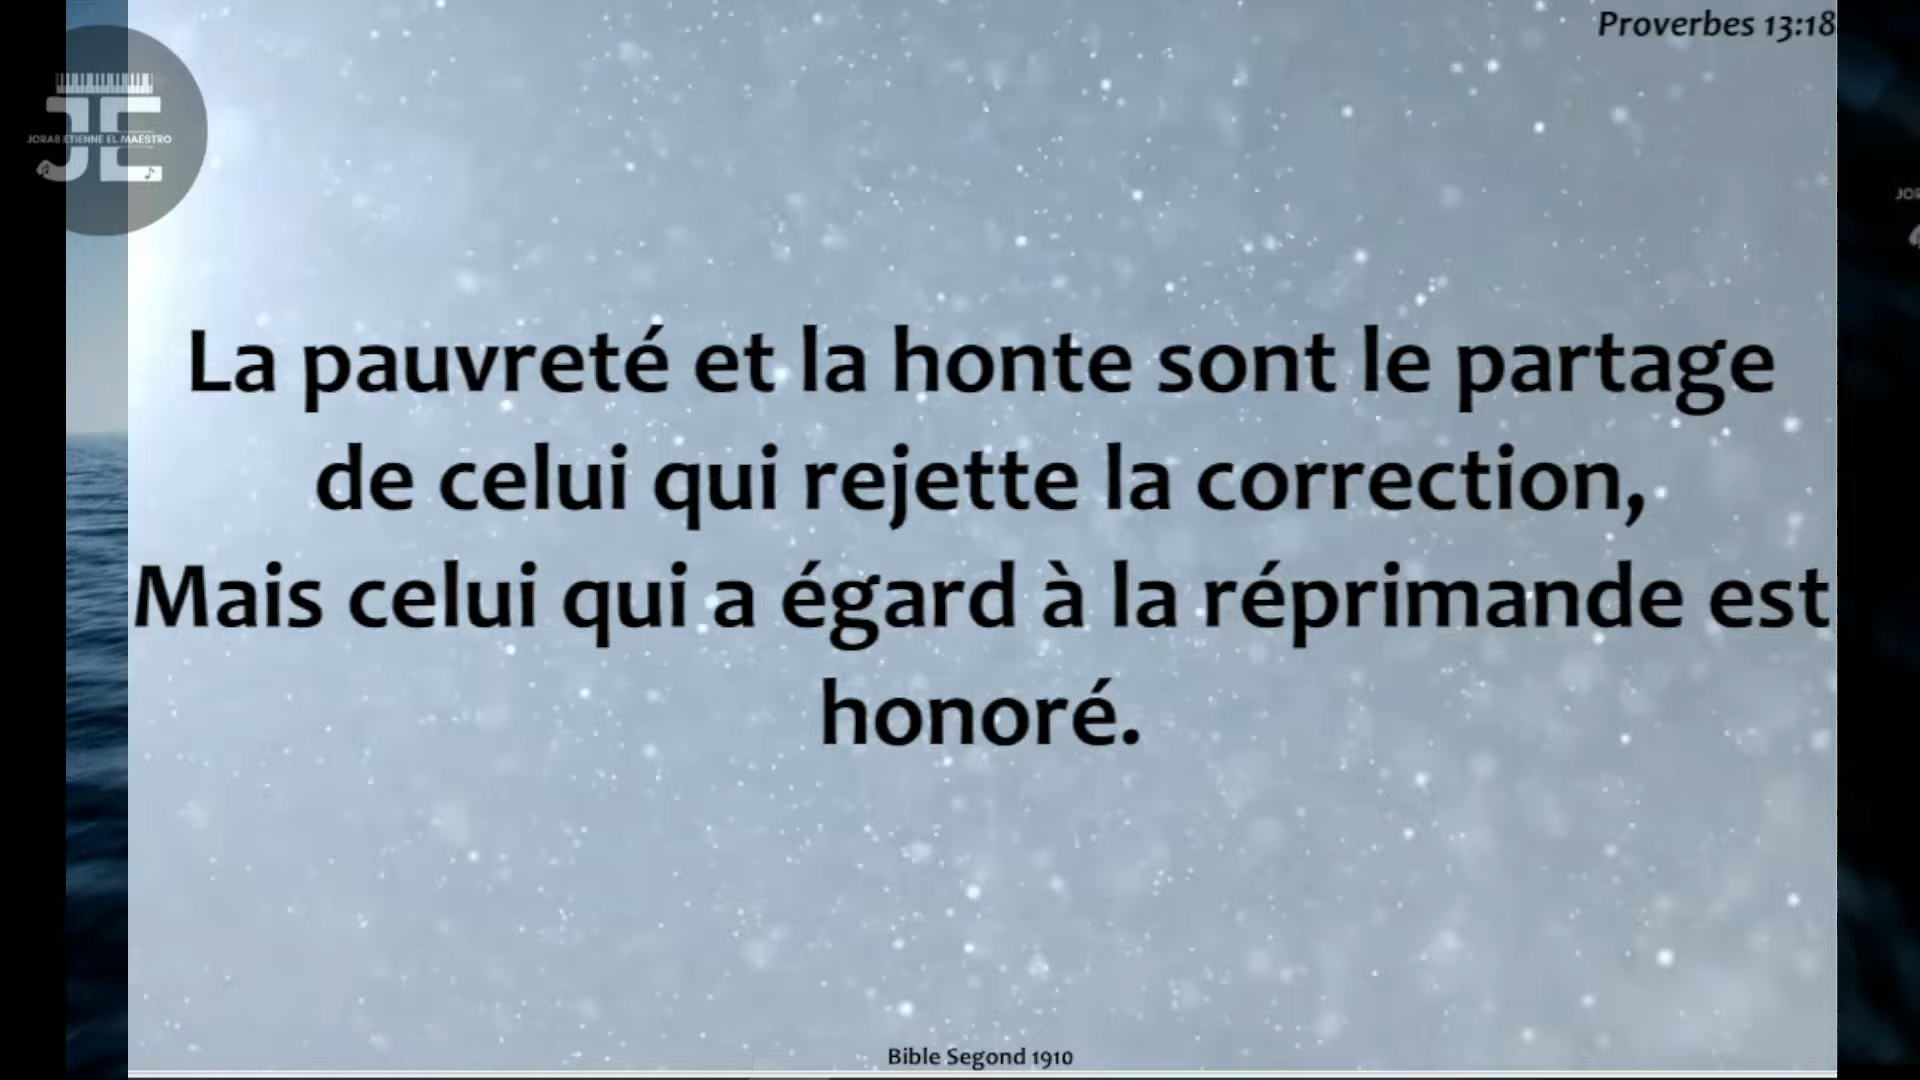 Proverbes 13:18
JORAB ETIENNE EL MAESTRO
JE
La pauvreté et la honte sont le partage
de celui qui rejette la correction,
Mais celui qui a égard à la réprimande est
honoré.
Bible Segond 1910